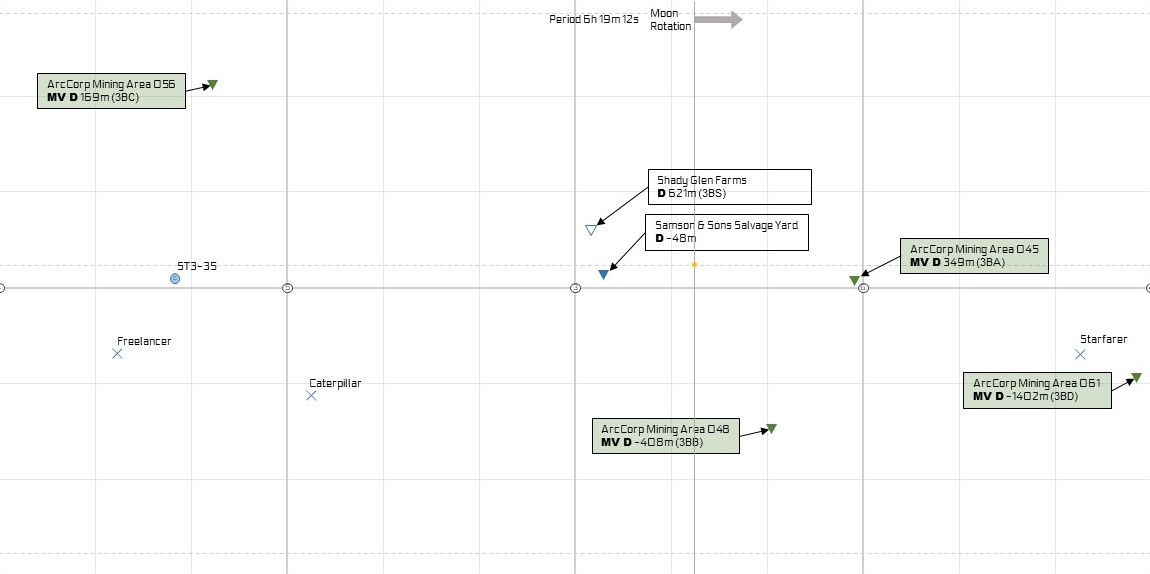 Period 6h 19m 12s
Moon
Rotation
ArcCorp Mining Area 056
MV D 169m (3BC)
Shady Glen Farms
D 621m (3BS)
Samson & Sons Salvage Yard
D -48m
ArcCorp Mining Area 045
MV D 349m (3BA)
ST3-35
5
3
Freelancer
Starfarer
Caterpillar
ArcCorp Mining Area 061
MV D -1402m (3BD)
ArcCorp Mining Area 048
MV D -408m (3BB)